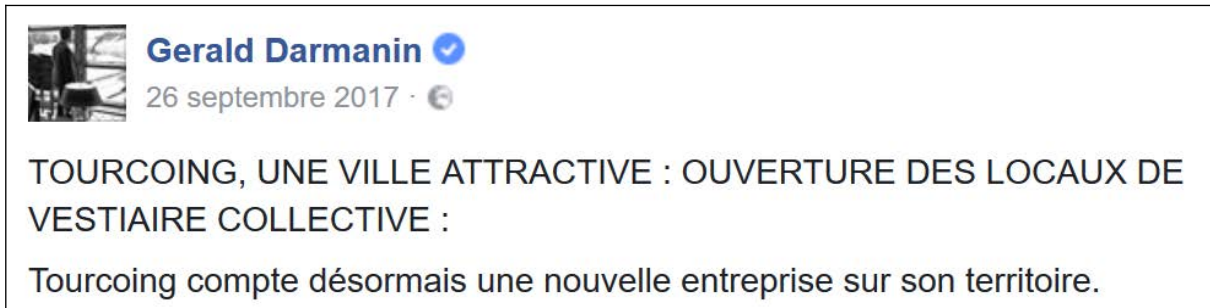 Gerald Darmanin
26 septembre 2017 ·
TOURCOING, UNE VILLE ATTRACTIVE : OUVERTURE DES LOCAUX DE
VESTIAIRE COLLECTIVE :
Tourcoing compte désormais une nouvelle entreprise sur son territoire.